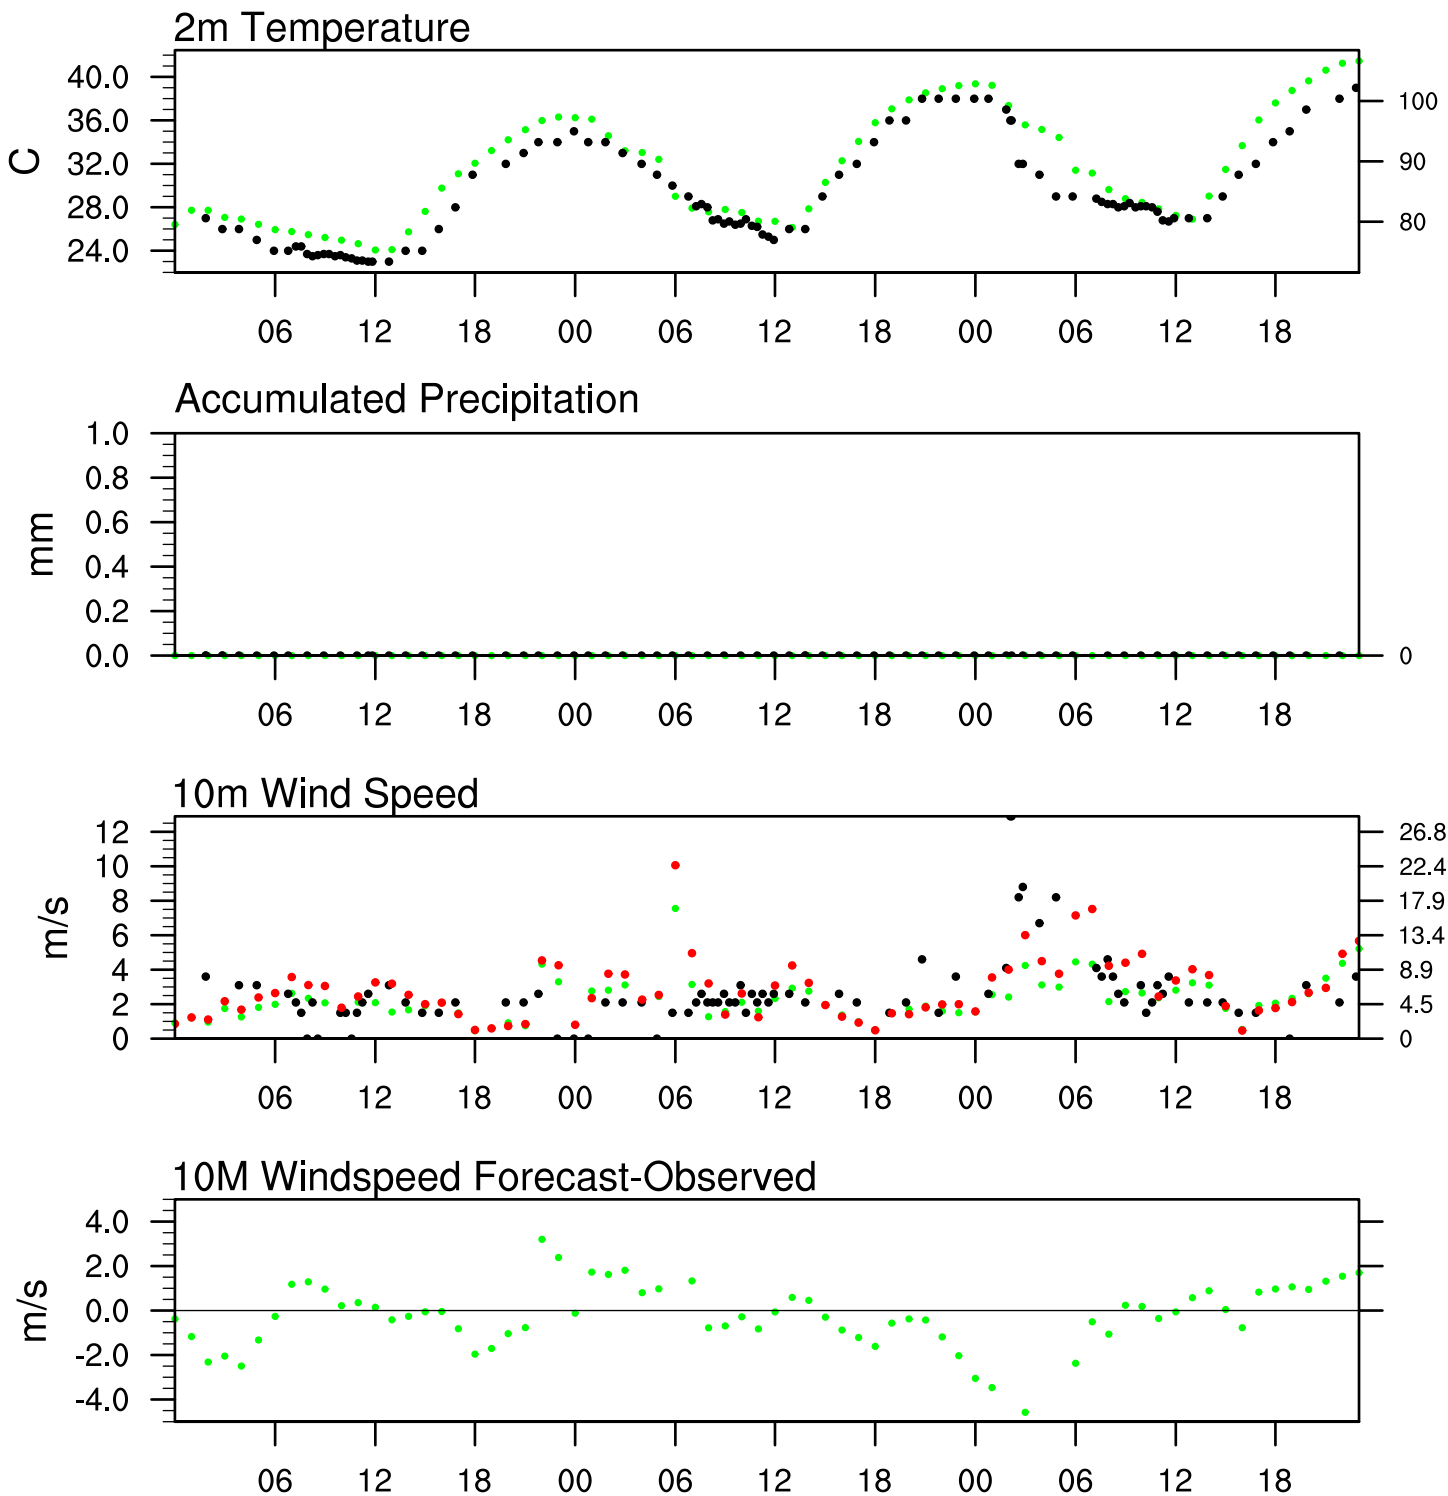 2m Temperature
40.0
36.0
32.0
28.0
24.0
C
100
90
80
06 12 18 00 06 12 18 00 06 12 18
Accumulated Precipitation
1.0
0.8
0.6
0.4
0.2
0.0
mm
0
06 12 18 00 06 12 18 00 06 12 18
10m Wind Speed
12
10
8
6
4
2
0
m/s
26.8
22.4
17.9
13.4
8.9
4.5
0
06 12 18 00 06 12 18 00 06 12 18
10M Windspeed Forecast-Observed
4.0
2.0
0.0
-2.0
-4.0
m/s
06 12 18 00 06 12 18 00 06 12 18